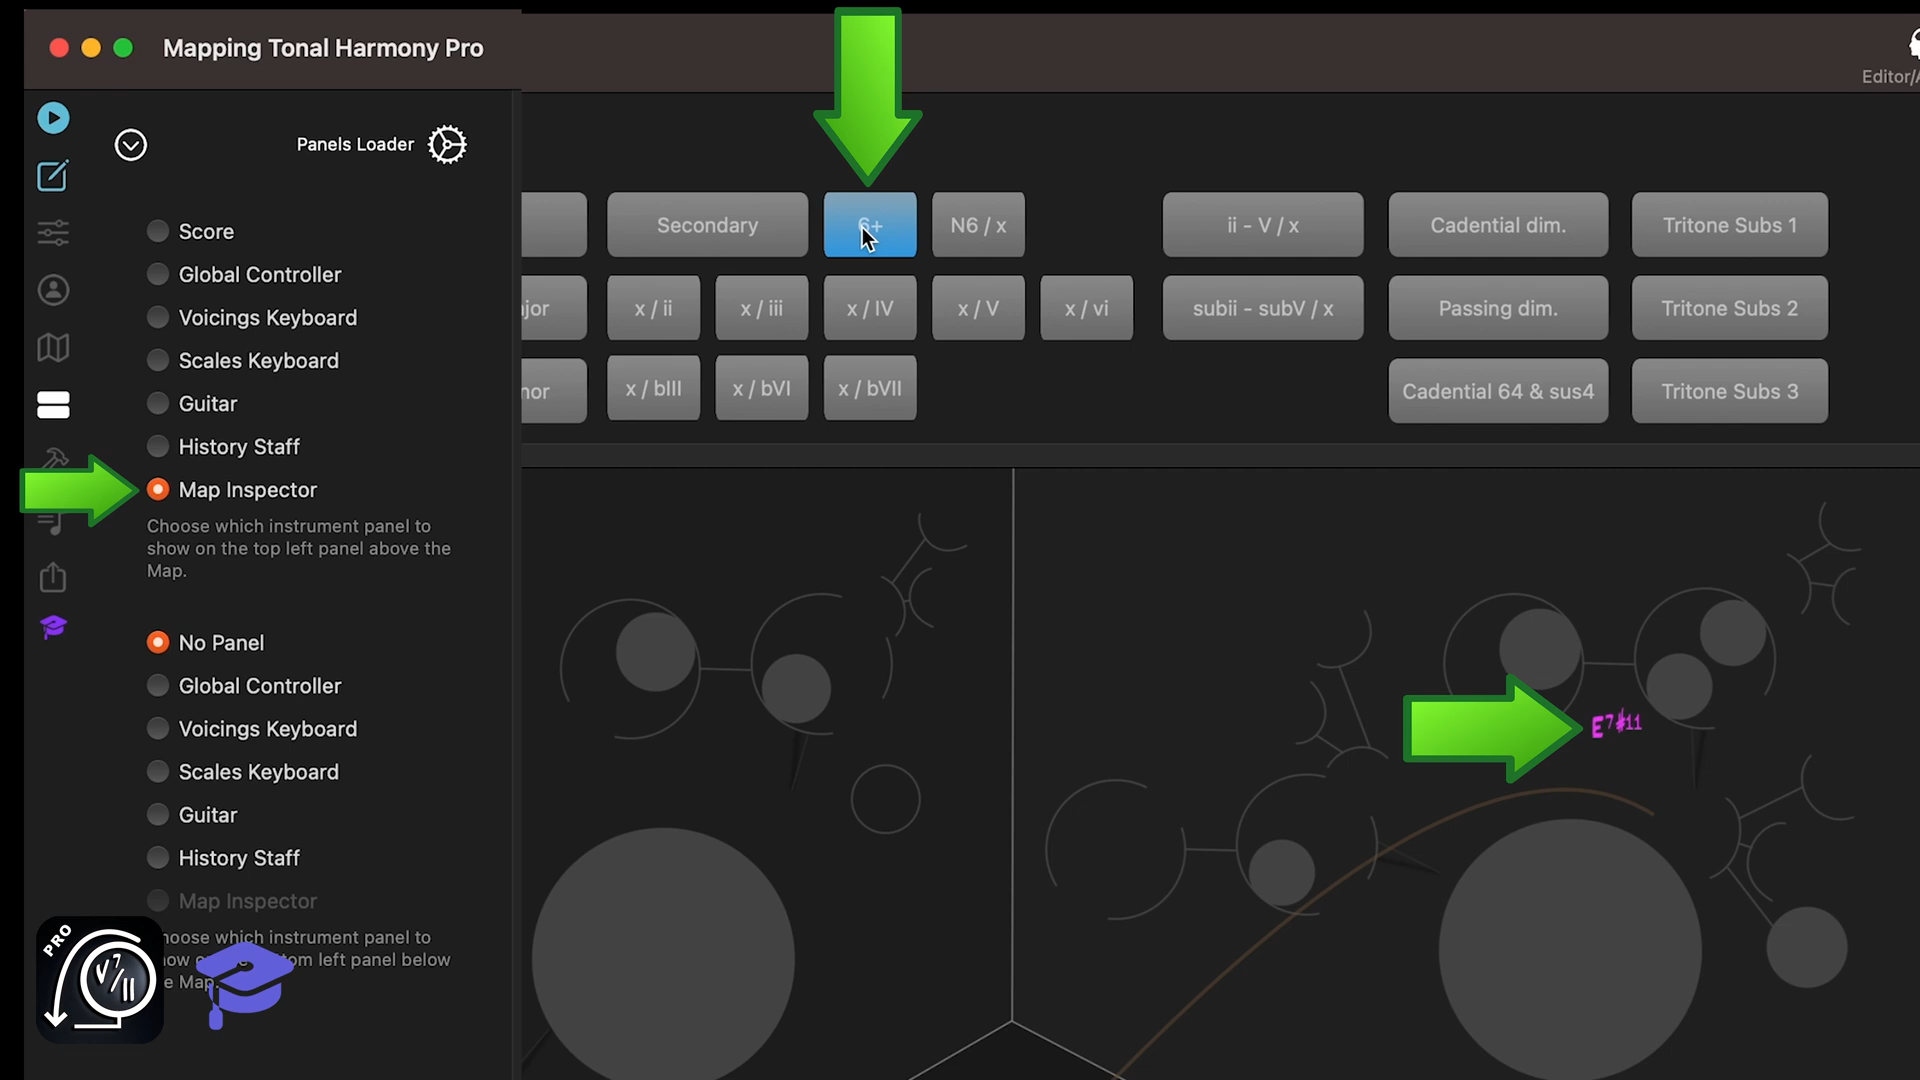 Mapping Tonal Harmony Pro
Editor/A
Panels Loader
Score
Global Controller
Voicings Keyboard
Scales Keyboard
Guitar
History Staff
Map Inspector
Choose which instrument panel to
show on the top left panel above the
Map.
No Panel
Global Controller
Voicings Keyboard
Scales Keyboard
Guitar
History Staff
Map Inspector
hoose which instrument panel to
how o om left panel below
e Map.
PRO
V7/II
Secondary
6+
N6 / x
ii - V / x
Cadential dim.
Tritone Subs 1
jor
x / ii
x / iii
x / IV
x / V
x / vi
subii - subV / x
Passing dim.
Tritone Subs 2
nor
x / bIII
x / bVI
x / bVII
Cadential 64 & sus4
Tritone Subs 3
E7#11